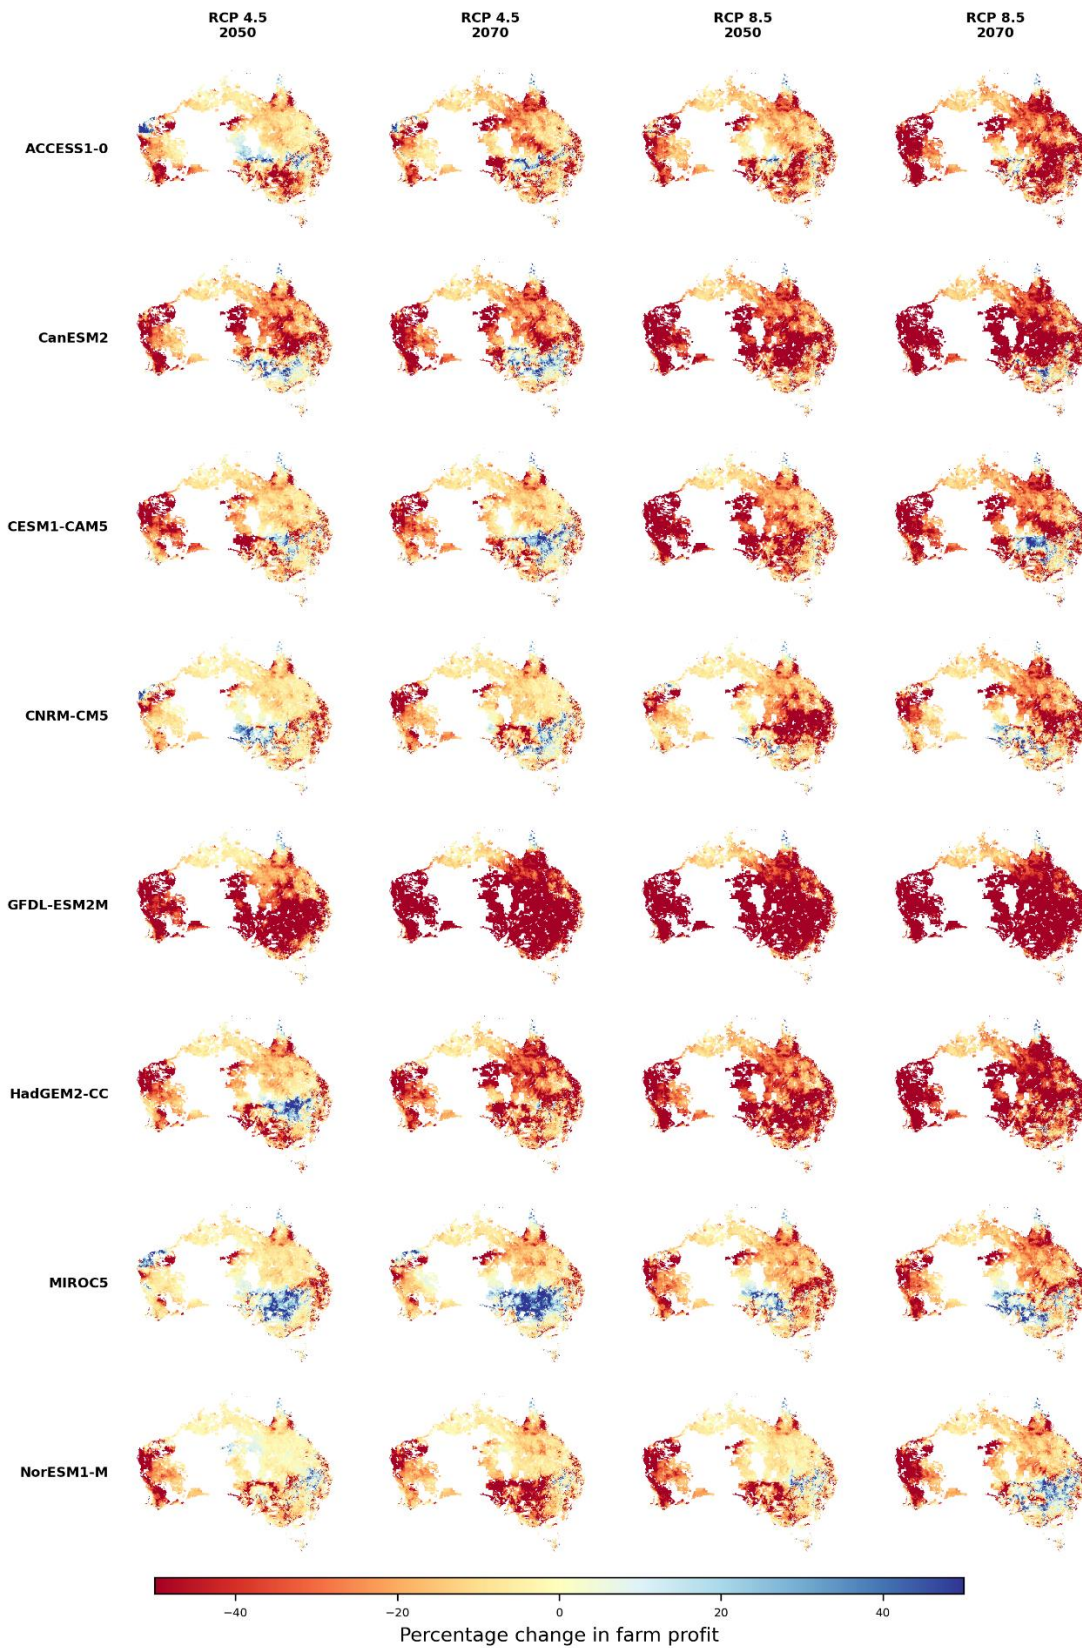 RCP 4.5 RCP 4.5 RCP 8.5 RCP 8.5
2050 2070 2050 2070
ACCESS1-0
CanESM2
CESM1-CAM5
CNRM-CM5
GFDL-ESM2M
HadGEM2-CC
MIROC5
NorESM1-M
−40 −20 0 20 40
Percentage change in farm profit